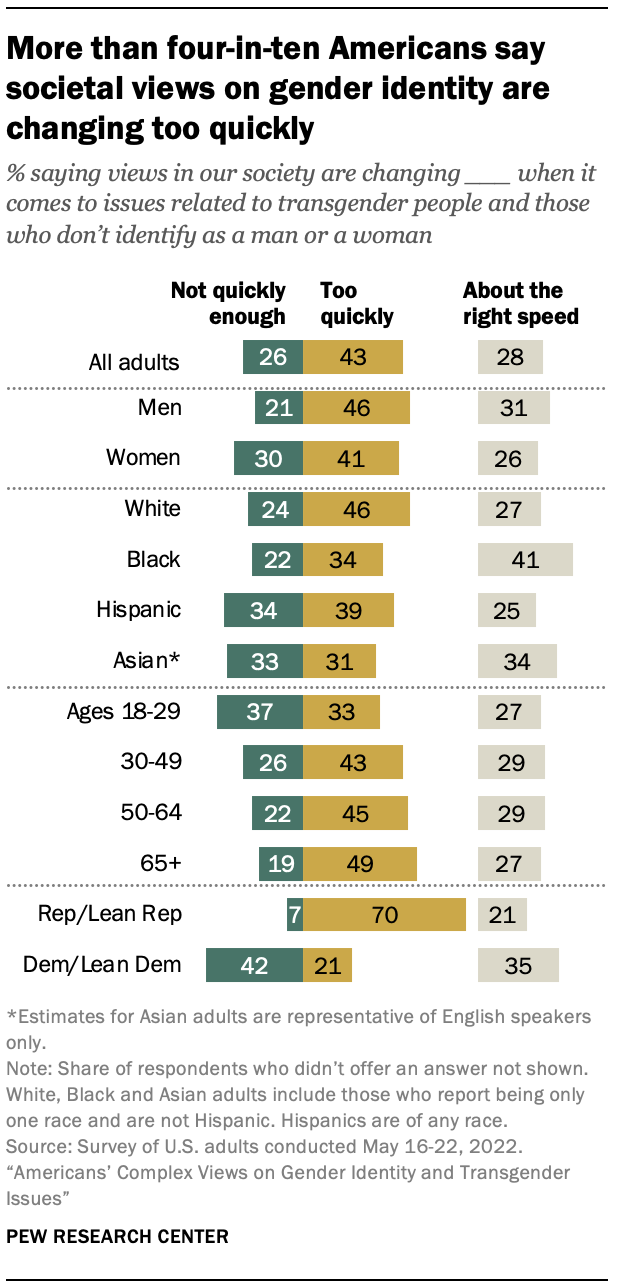 More than four-in-ten Americans say
societal views on gender identity are
changing too quickly
% saying views in our society are changing ___ when it
comes to issues related to transgender people and those
who don’t identify as a man or a woman
Not quickly enough Too quickly About the right speed
All adults 26 43 28
Men 21 46 31
Women 30 41 26
White 24 46 27
Black 22 34 41
Hispanic 34 39 25
Asian* 33 31 34
Ages 18-29 37 33 27
30-49 26 43 29
50-64 22 45 29
65+ 19 49 27
Rep/Lean Rep 7 70 21
Dem/Lean Dem 42 21 35
*Estimates for Asian adults are representative of English speakers
only.
Note: Share of respondents who didn’t offer an answer not shown.
White, Black and Asian adults include those who report being only
one race and are not Hispanic. Hispanics are of any race.
Source: Survey of U.S. adults conducted May 16-22, 2022.
“Americans’ Complex Views on Gender Identity and Transgender
Issues”
PEW RESEARCH CENTER